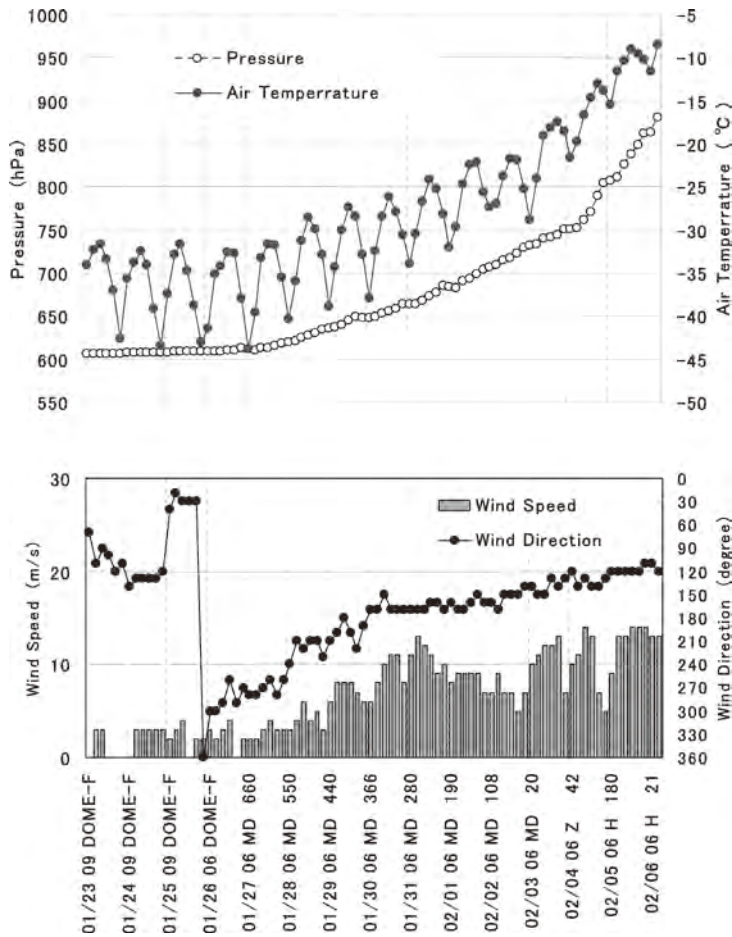 1000
950
900
850
800
750
700
650
600
550
Pressure (hPa)
Pressure
Air Temperrature
-5
-10
-15
-20
-25
-30
-35
-40
-45
-50
Air Temperature (℃)
30
20
10
0
Wind Speed (m/s)
Wind Speed
Wind Direction
0
30
60
90
120
150
180
210
240
270
300
330
360
Wind Direction (degree)
01/23 09 DOME-F
01/24 09 DOME-F
01/25 09 DOME-F
01/26 06 DOME-F
01/27 06 MD 660
01/28 06 MD 550
01/29 06 MD 440
01/30 06 MD 366
01/31 06 MD 280
02/01 06 MD 190
02/02 06 MD 108
02/03 06 MD 20
02/04 06 Z 42
02/05 06 H 180
02/06 06 H 21